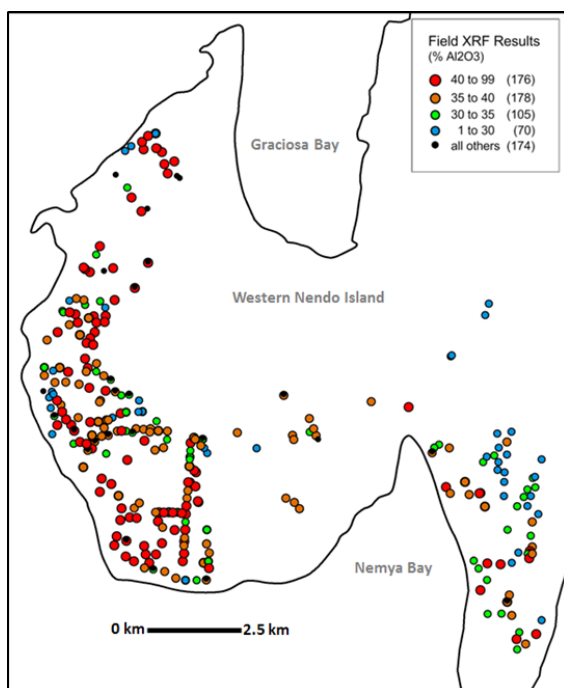 Field XRF Results
(% Al2O3)
40 to 99 (176)
35 to 40 (178)
30 to 35 (105)
1 to 30 (70)
all others (174)
Graciosa Bay
Western Nendo Island
Nemya Bay
0 km 2.5 km